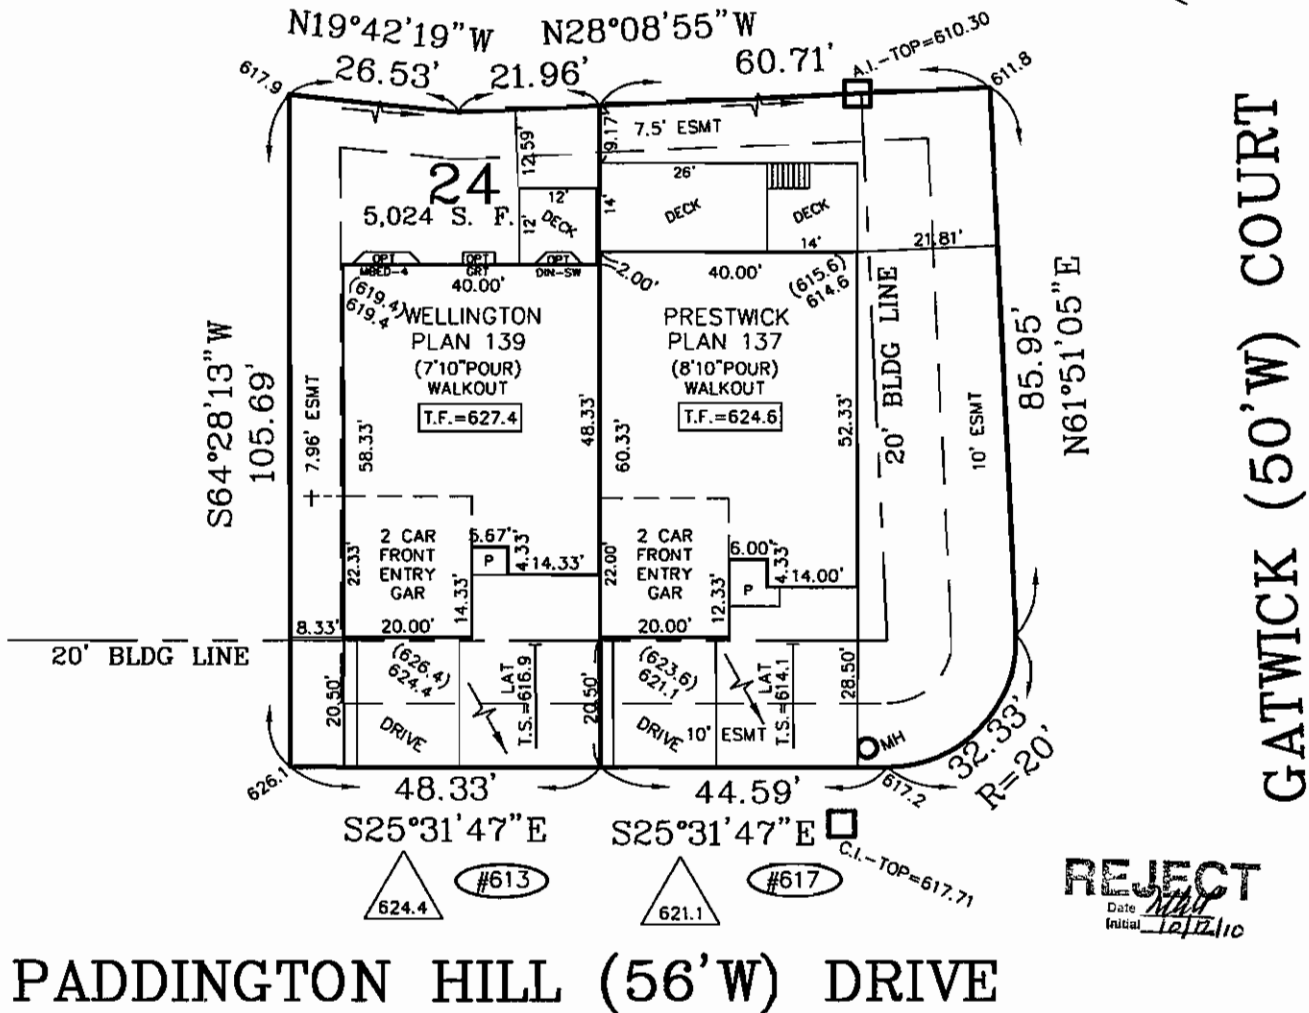 N19°42'19"W
N28°08'55"W
26.53'
21.96'
60.71'
A.I.-TOP=610.30
617.9
611.8
7.5' ESMT
12.59'
9.17'
24
5,024 S. F.
12'
12'
DECK
14'
26'
DECK
DECK
14'
21.81'
OPT
MBED-4
OPT
GRT
OPT
DIN-SW
40.00'
2.00'
40.00'
(619.4)
619.4
(615.6)
614.6
WELLINGTON
PLAN 139
(7'10"POUR)
WALKOUT
T.F.=627.4
PRESTWICK
PLAN 137
(8'10"POUR)
WALKOUT
T.F.=624.6
S64°28'13"W
105.69'
7.96' ESMT
58.33'
48.33'
60.33'
52.33'
20' BLDG LINE
10' ESMT
85.95'
N61°51'05"E
GATWICK (50'W) COURT
2 CAR
FRONT
ENTRY
GAR
22.33'
14.33'
5.67'
P
4.33'
14.33'
2 CAR
FRONT
ENTRY
GAR
22.00'
12.33'
6.00'
P
4.33'
14.00'
8.33'
20.00'
20.00'
20' BLDG LINE
20.50'
(626.4)
624.4
DRIVE
LAT
T.S.=616.9
20.50'
(623.6)
621.1
DRIVE
10' ESMT
LAT
T.S.=614.1
28.50'
MH
32.33'
R=20'
626.1
617.2
48.33'
44.59'
S25°31'47"E
S25°31'47"E
C.I.-TOP=617.71
624.4
#613
621.1
#617
REJECT
Date
Initial 10/12/10
PADDINGTON HILL (56'W) DRIVE